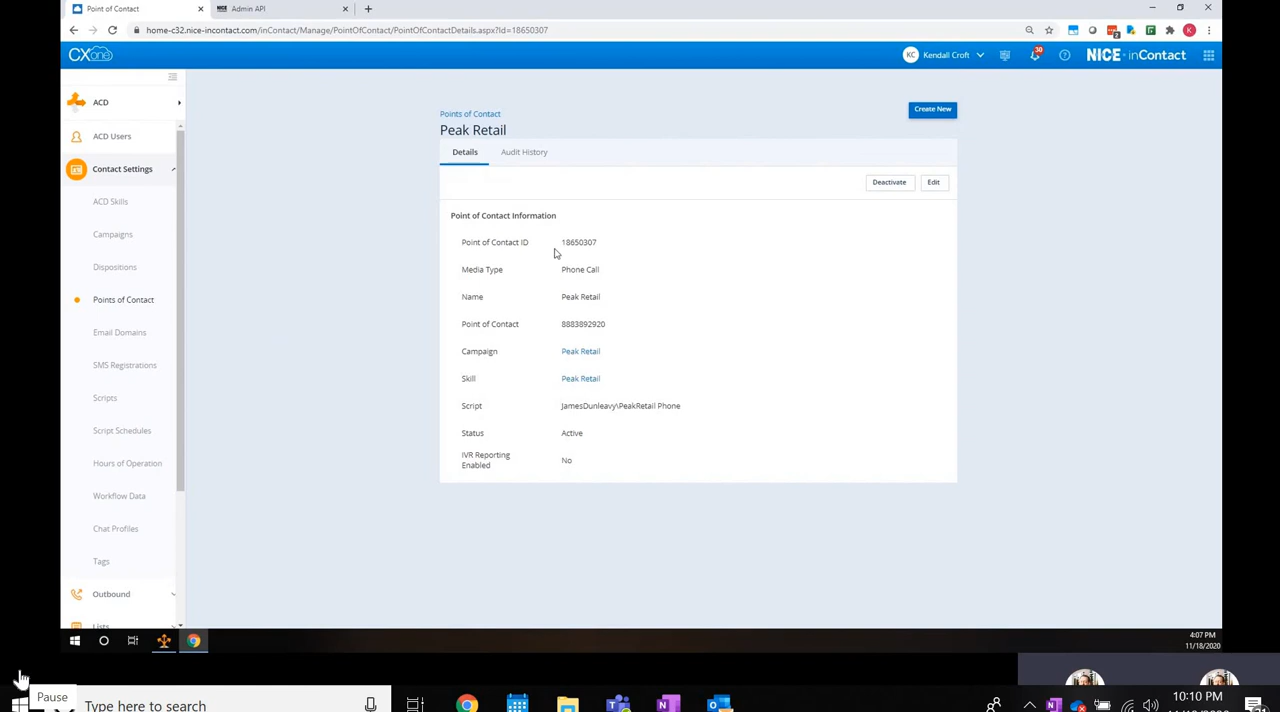 Point of Contact
Admin API
home-c32.nice-incontact.com/inContact/Manage/PointOfContact/PointOfContactDetails.aspx?Id=18650307
CXone
KC Kendall Croft
30
NICE inContact
ACD
ACD Users
Contact Settings
ACD Skills
Campaigns
Dispositions
Points of Contact
Email Domains
SMS Registrations
Scripts
Script Schedules
Hours of Operation
Workflow Data
Chat Profiles
Tags
Outbound
Lists
Points of Contact
Create New
Peak Retail
Details Audit History
Deactivate Edit
Point of Contact Information
Point of Contact ID 18650307
Media Type Phone Call
Name Peak Retail
Point of Contact 8883892920
Campaign Peak Retail
Skill Peak Retail
Script JamesDunleavy\PeakRetail Phone
Status Active
IVR Reporting Enabled No
4:07 PM
11/18/2020
Pause
Type here to search
10:10 PM